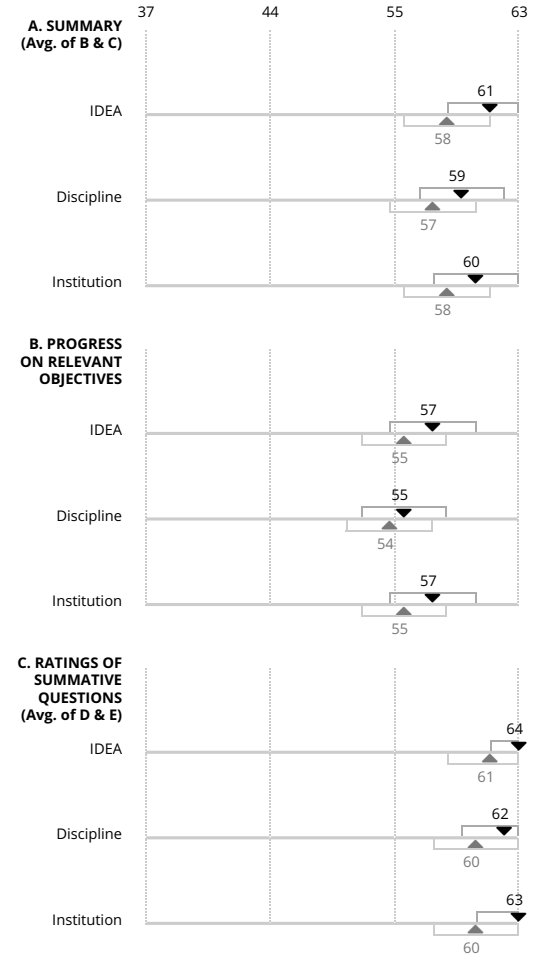 37 44 55 63
A. SUMMARY
(Avg. of B & C)
61
IDEA
58
59
Discipline
57
60
Institution
58
B. PROGRESS
ON RELEVANT
OBJECTIVES
57
IDEA
55
55
Discipline
54
57
Institution
55
C. RATINGS OF
SUMMATIVE
QUESTIONS
(Avg. of D & E)
64
IDEA
61
62
Discipline
60
63
Institution
60